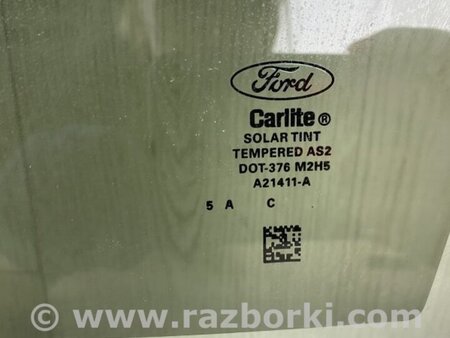 Ford
Carlite®
SOLAR TINT
TEMPERED AS2
DOT-376 M2H5
A21411-A
5 A C
© www.razborki.com